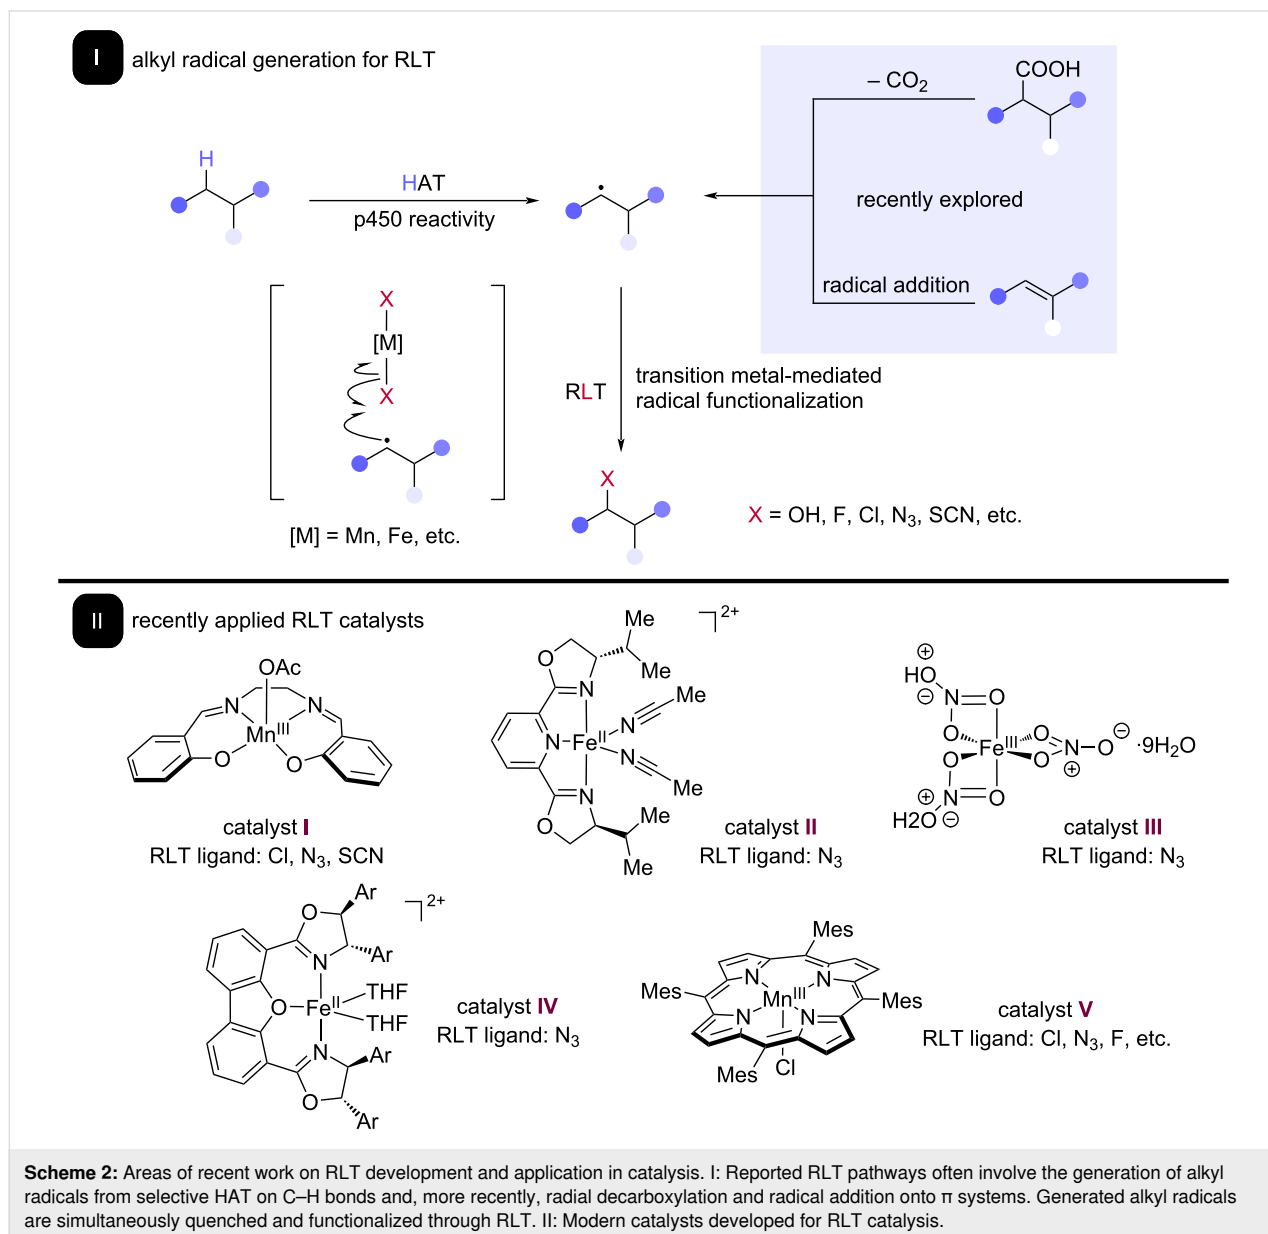 I alkyl radical generation for RLT
COOH
– CO2
H
HAT
p450 reactivity
recently explored
radical addition
X
[M]
X
RLT
transition metal-mediated
radical functionalization
X
X = OH, F, Cl, N3, SCN, etc.
[M] = Mn, Fe, etc.
II recently applied RLT catalysts
OAc
N N
MnIII
O O
catalyst I
RLT ligand: Cl, N3, SCN
2+
Me
Me
O
N
N Me
N FeII
N Me
N
O
Me
Me
catalyst II
RLT ligand: N3
⊕
HO
⊖ N O
O O
FeIII N O ⊖ ·9H2O
O O ⊕
⊕ N O
H2O ⊖
catalyst III
RLT ligand: N3
2+
Ar
O
Ar
N
THF
O FeII
THF
N
Ar
O
Ar
catalyst IV
RLT ligand: N3
Mes
N N
Mes MnIII Mes
N N
Mes Cl
catalyst V
RLT ligand: Cl, N3, F, etc.
Scheme 2: Areas of recent work on RLT development and application in catalysis. I: Reported RLT pathways often involve the generation of alkyl
radicals from selective HAT on C–H bonds and, more recently, radial decarboxylation and radical addition onto π systems. Generated alkyl radicals
are simultaneously quenched and functionalized through RLT. II: Modern catalysts developed for RLT catalysis.